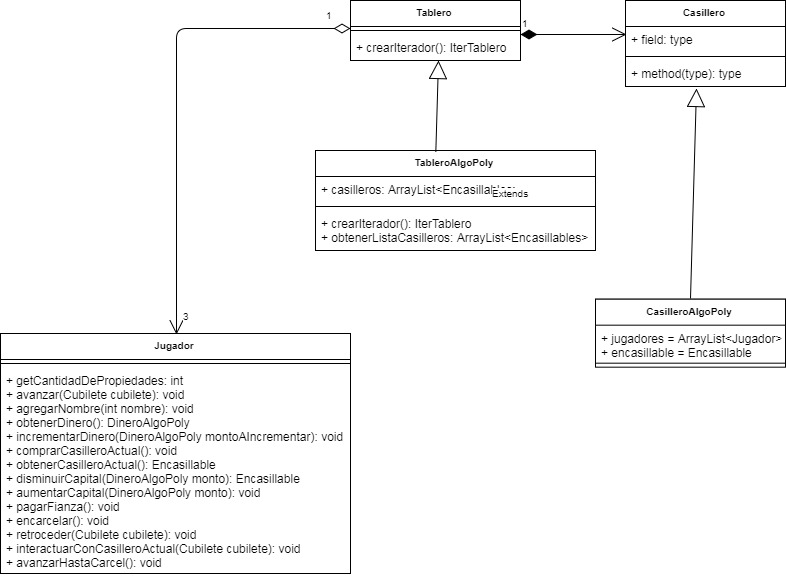 Tablero
+ crearIterador(): IterTablero
1
1
Casillero
+ field: type
+ method(type): type
TableroAlgoPoly
+ casilleros: ArrayList<Encasillab
Extends
+ crearIterador(): IterTablero
+ obtenerListaCasilleros: ArrayList<Encasillables>
CasilleroAlgoPoly
+ jugadores = ArrayList<Jugador>
+ encasillable = Encasillable
3
Jugador
+ getCantidadDePropiedades: int
+ avanzar(Cubilete cubilete): void
+ agregarNombre(int nombre): void
+ obtenerDinero(): DineroAlgoPoly
+ incrementarDinero(DineroAlgoPoly montoAIncrementar): void
+ comprarCasilleroActual(): void
+ obtenerCasilleroActual(): Encasillable
+ disminuirCapital(DineroAlgoPoly monto): Encasillable
+ aumentarCapital(DineroAlgoPoly monto): void
+ pagarFianza(): void
+ encarcelar(): void
+ retroceder(Cubilete cubilete): void
+ interactuarConCasilleroActual(Cubilete cubilete): void
+ avanzarHastaCarcel(): void